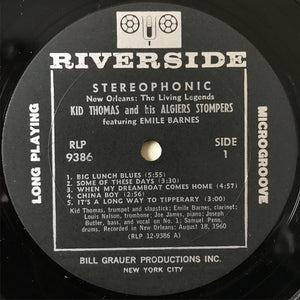 RIVERSIDE
STEREOPHONIC
New Orleans: The Living Legends
KID THOMAS and his ALGIERS STOMPERS
featuring EMILE BARNES
RLP
9386
SIDE
1
LONG PLAYING
MICROGROOVE
1. BIG LUNCH BLUES (5:55)
2. SOME OF THESE DAYS (3:30)
3. WHEN MY DREAMBOAT COMES HOME (4:57)
4. CHINA BOY (2:56)
5. IT'S A LONG WAY TO TIPPERARY (3:00)
Kid Thomas, trumpet and slapstick; Emile Barnes, clarinet;
Louis Nelson, trombone; Joe James, piano; Joseph
Butler, bass, and vocal on No. 1; Samuel Penn,
drums. Recorded in New Orleans: August 18, 1960
(RLP 12-9386 A)
BILL GRAUER PRODUCTIONS INC.
NEW YORK CITY